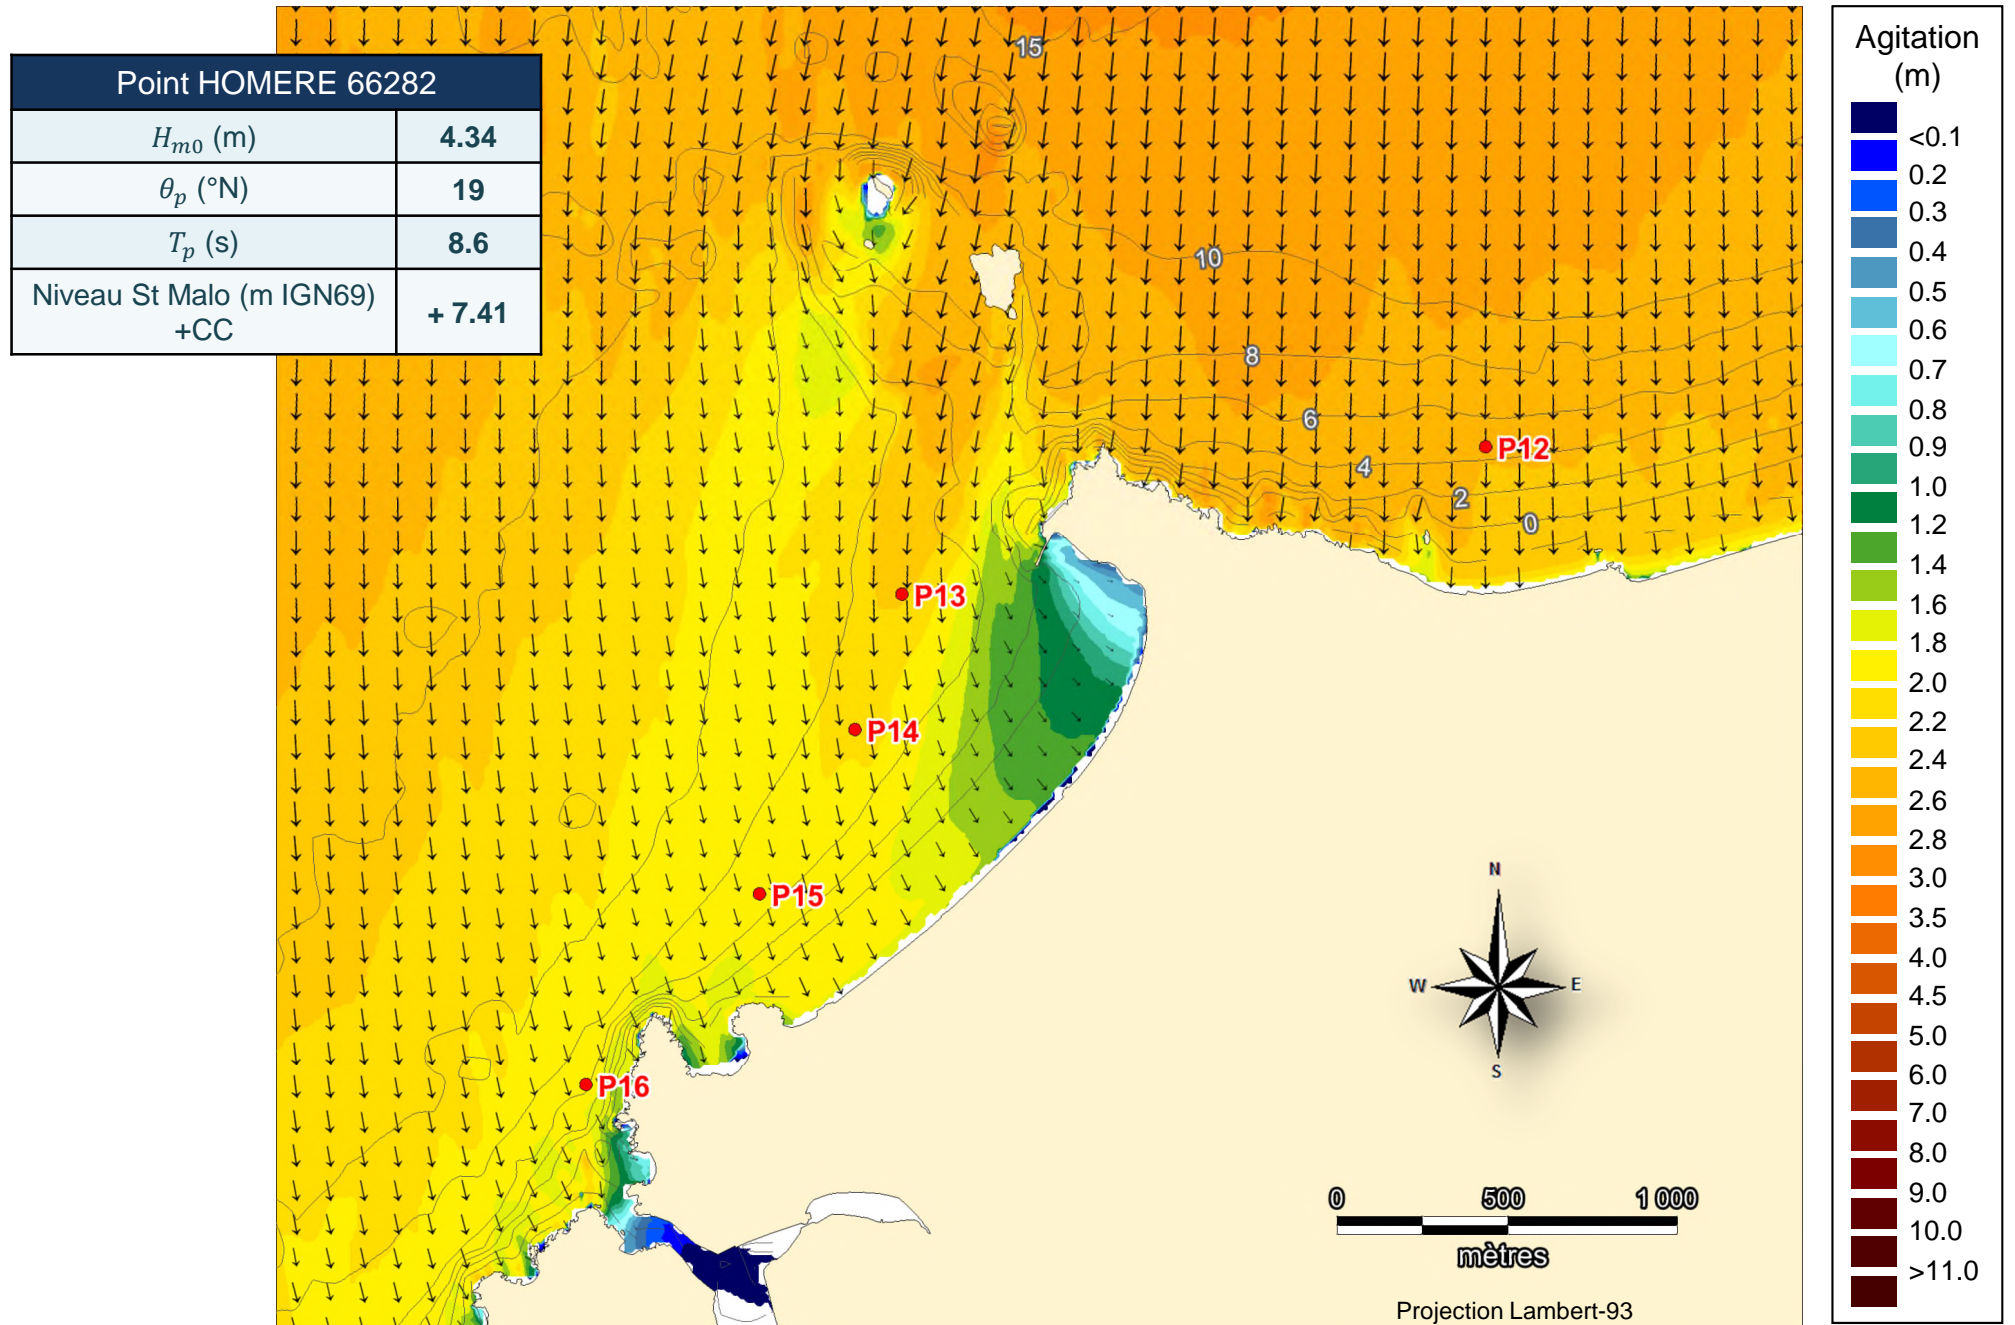 Point HOMERE 66282
H_m0 (m) 4.34
θ_p (°N) 19
T_p (s) 8.6
Niveau St Malo (m IGN69)
+CC + 7.41
15
10
8
6
4
2
0
P12
P13
P14
P15
P16
N
W E
S
0 500 1 000
mètres
Projection Lambert-93
Agitation
(m)
<0.1
0.2
0.3
0.4
0.5
0.6
0.7
0.8
0.9
1.0
1.2
1.4
1.6
1.8
2.0
2.2
2.4
2.6
2.8
3.0
3.5
4.0
4.5
5.0
6.0
7.0
8.0
9.0
10.0
>11.0